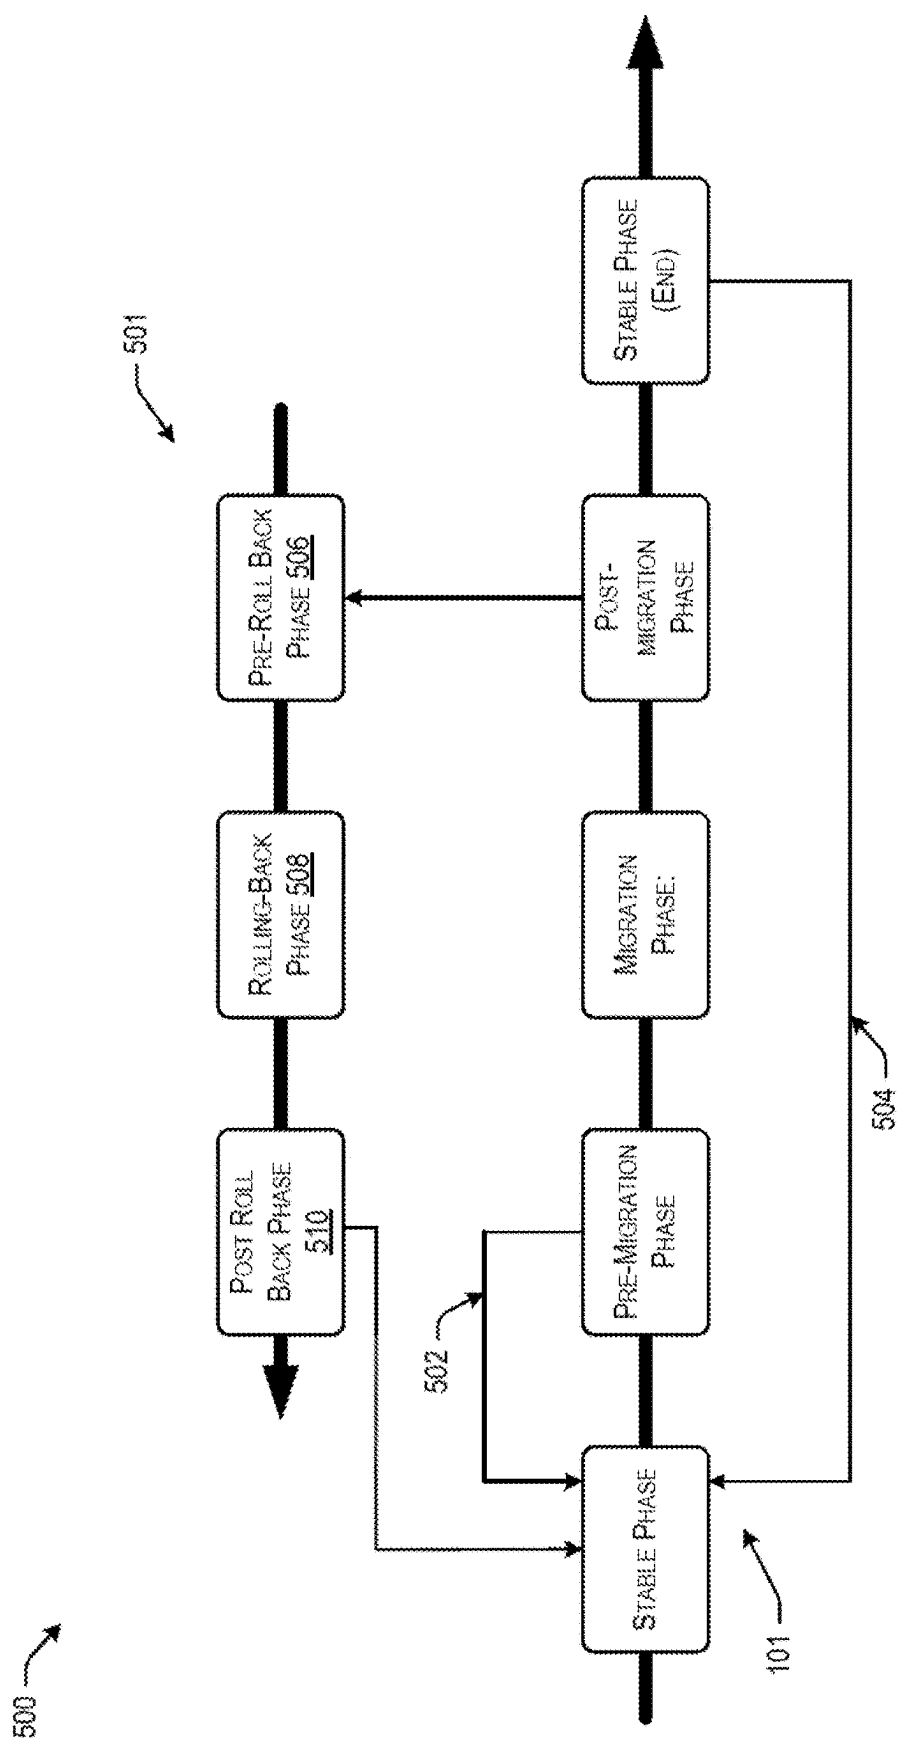 500
501
POST ROLL
BACK PHASE
510
ROLLING-BACK
PHASE 508
PRE-ROLL BACK
PHASE 506
502
STABLE PHASE
PRE-MIGRATION
PHASE
MIGRATION
PHASE:
POST-
MIGRATION
PHASE
STABLE PHASE
(END)
101
504